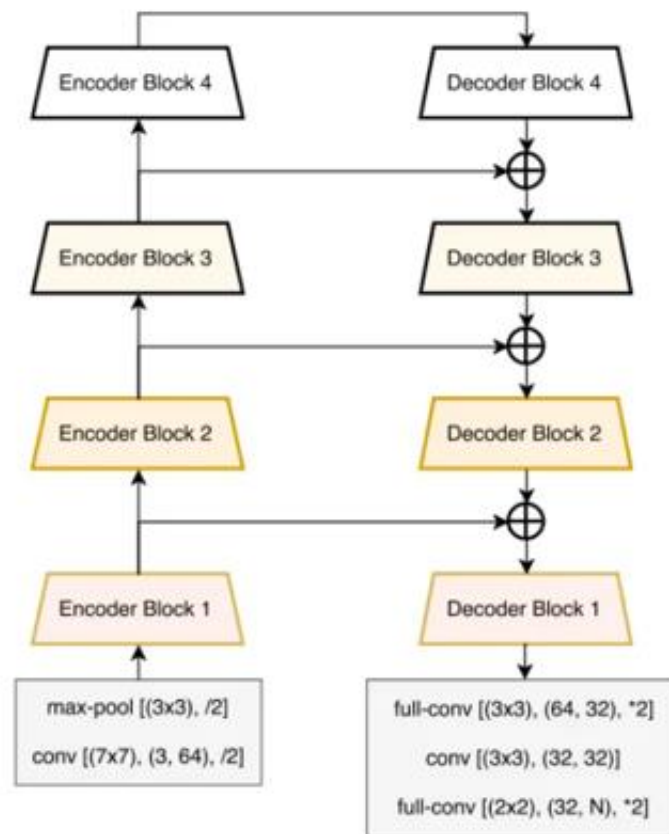 Encoder Block 4
Decoder Block 4
Encoder Block 3
Decoder Block 3
Encoder Block 2
Decoder Block 2
Encoder Block 1
Decoder Block 1
max-pool [(3x3), /2]
conv [(7x7), (3, 64), /2]
full-conv [(3x3), (64, 32), *2]
conv [(3x3), (32, 32)]
full-conv [(2x2), (32, N), *2]